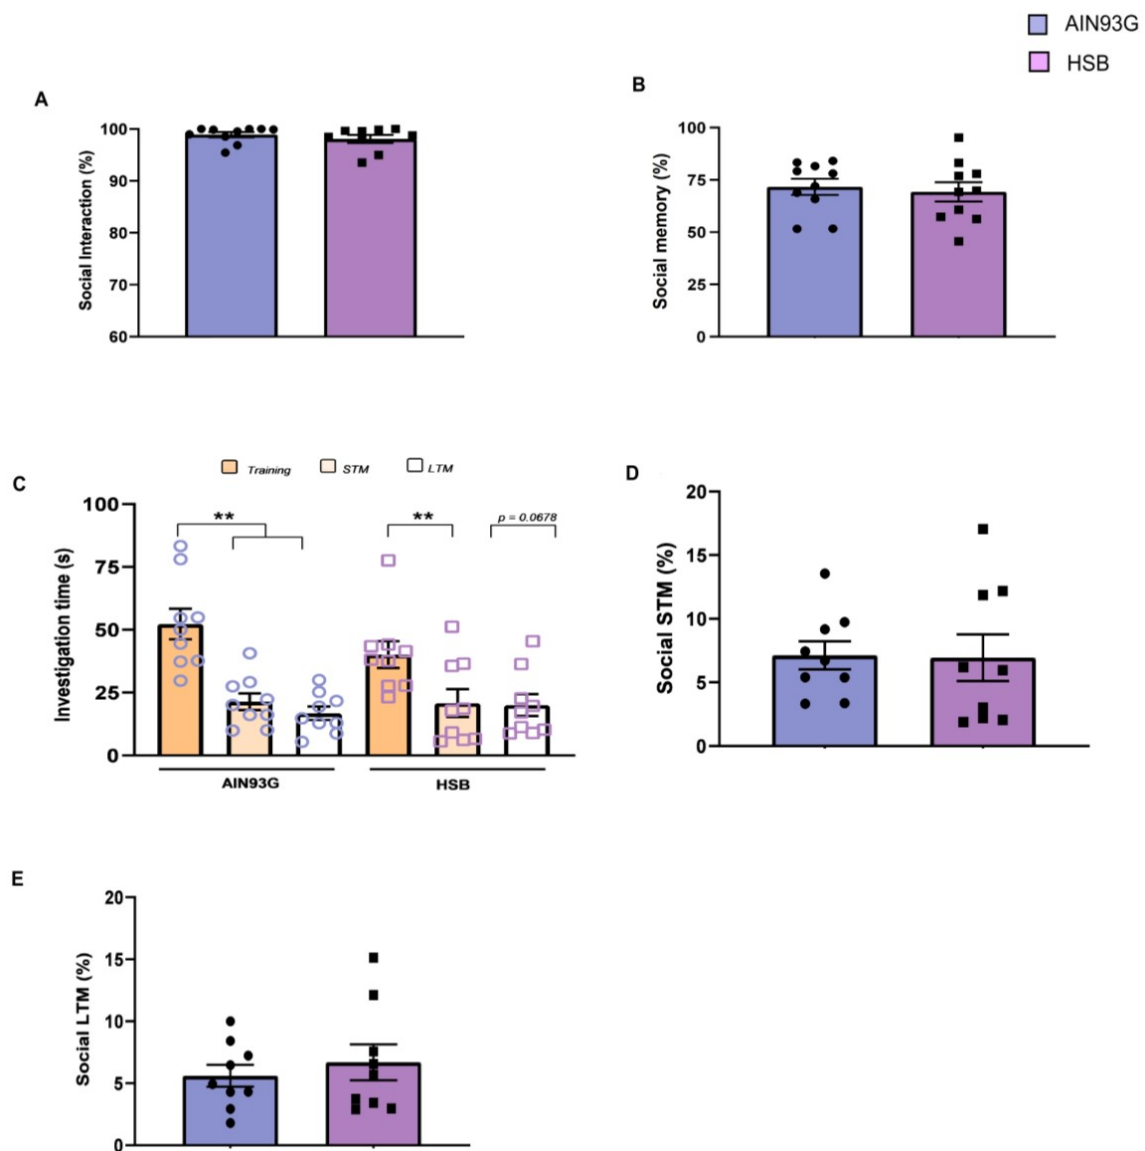 AIN93G
HSB
A
Social Interaction (%)
100
90
80
70
60
B
Social memory (%)
100
75
50
25
0
C
Training STM LTM
Investigation time (s)
100
75
50
25
0
**
**
p = 0.0678
AIN93G HSB
D
Social STM (%)
20
15
10
5
0
E
Social LTM (%)
20
15
10
5
0